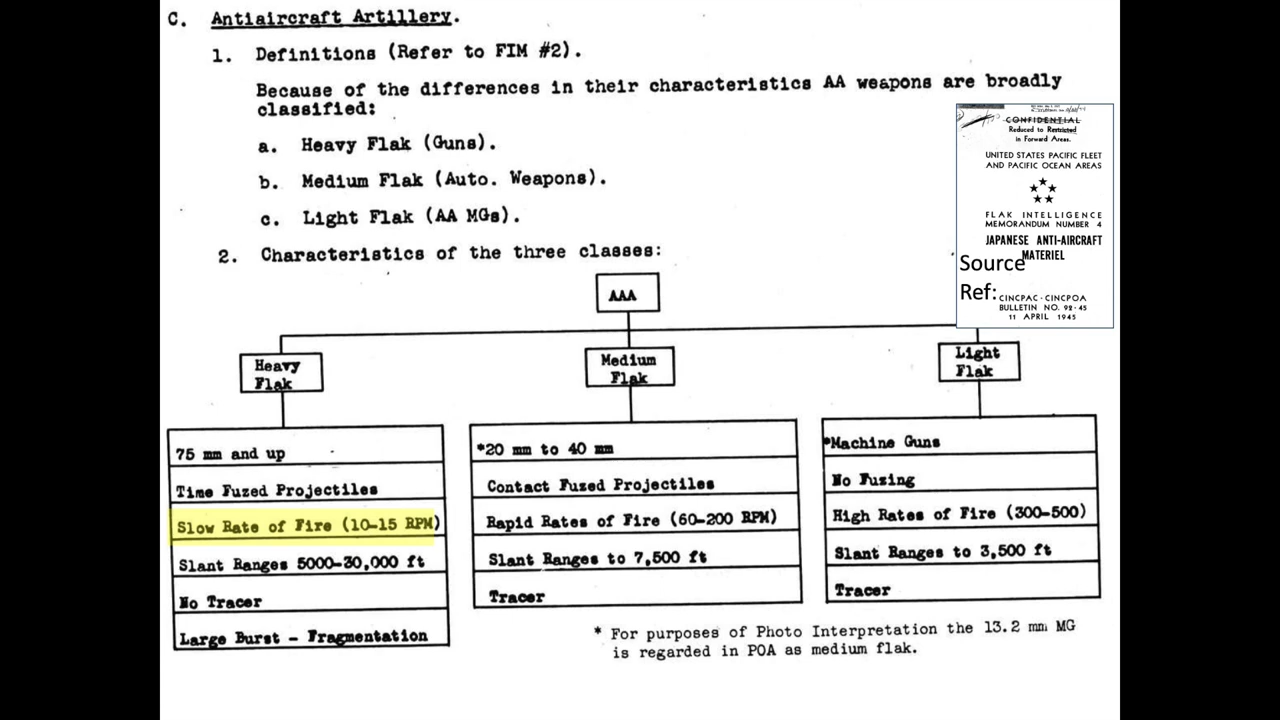 C. Antiaircraft Artillery.
1. Definitions (Refer to FIM #2).
Because of the differences in their characteristics AA weapons are broadly
classified:
a. Heavy Flak (Guns).
b. Medium Flak (Auto. Weapons).
c. Light Flak (AA MGs).
2. Characteristics of the three classes:
CONFIDENTIAL
Reduced to Restricted
in Forward Areas.
UNITED STATES PACIFIC FLEET
AND PACIFIC OCEAN AREAS
FLAK INTELLIGENCE
MEMORANDUM NUMBER 4
JAPANESE ANTI-AIRCRAFT
MATERIEL
Source
Ref:
CINCPAC - CINCPOA
BULLETIN NO. 92-45
11 APRIL 1945
AAA
Heavy
Flak
Medium
Flak
Light
Flak
75 mm and up
Time Fuzed Projectiles
Slow Rate of Fire (10-15 RPM)
Slant Ranges 5000-30,000 ft
No Tracer
Large Burst - Fragmentation
*20 mm to 40 mm
Contact Fuzed Projectiles
Rapid Rates of Fire (60-200 RPM)
Slant Ranges to 7,500 ft
Tracer
*Machine Guns
No Fuzing
High Rates of Fire (300-500)
Slant Ranges to 3,500 ft
Tracer
* For purposes of Photo Interpretation the 13.2 mm MG
is regarded in POA as medium flak.